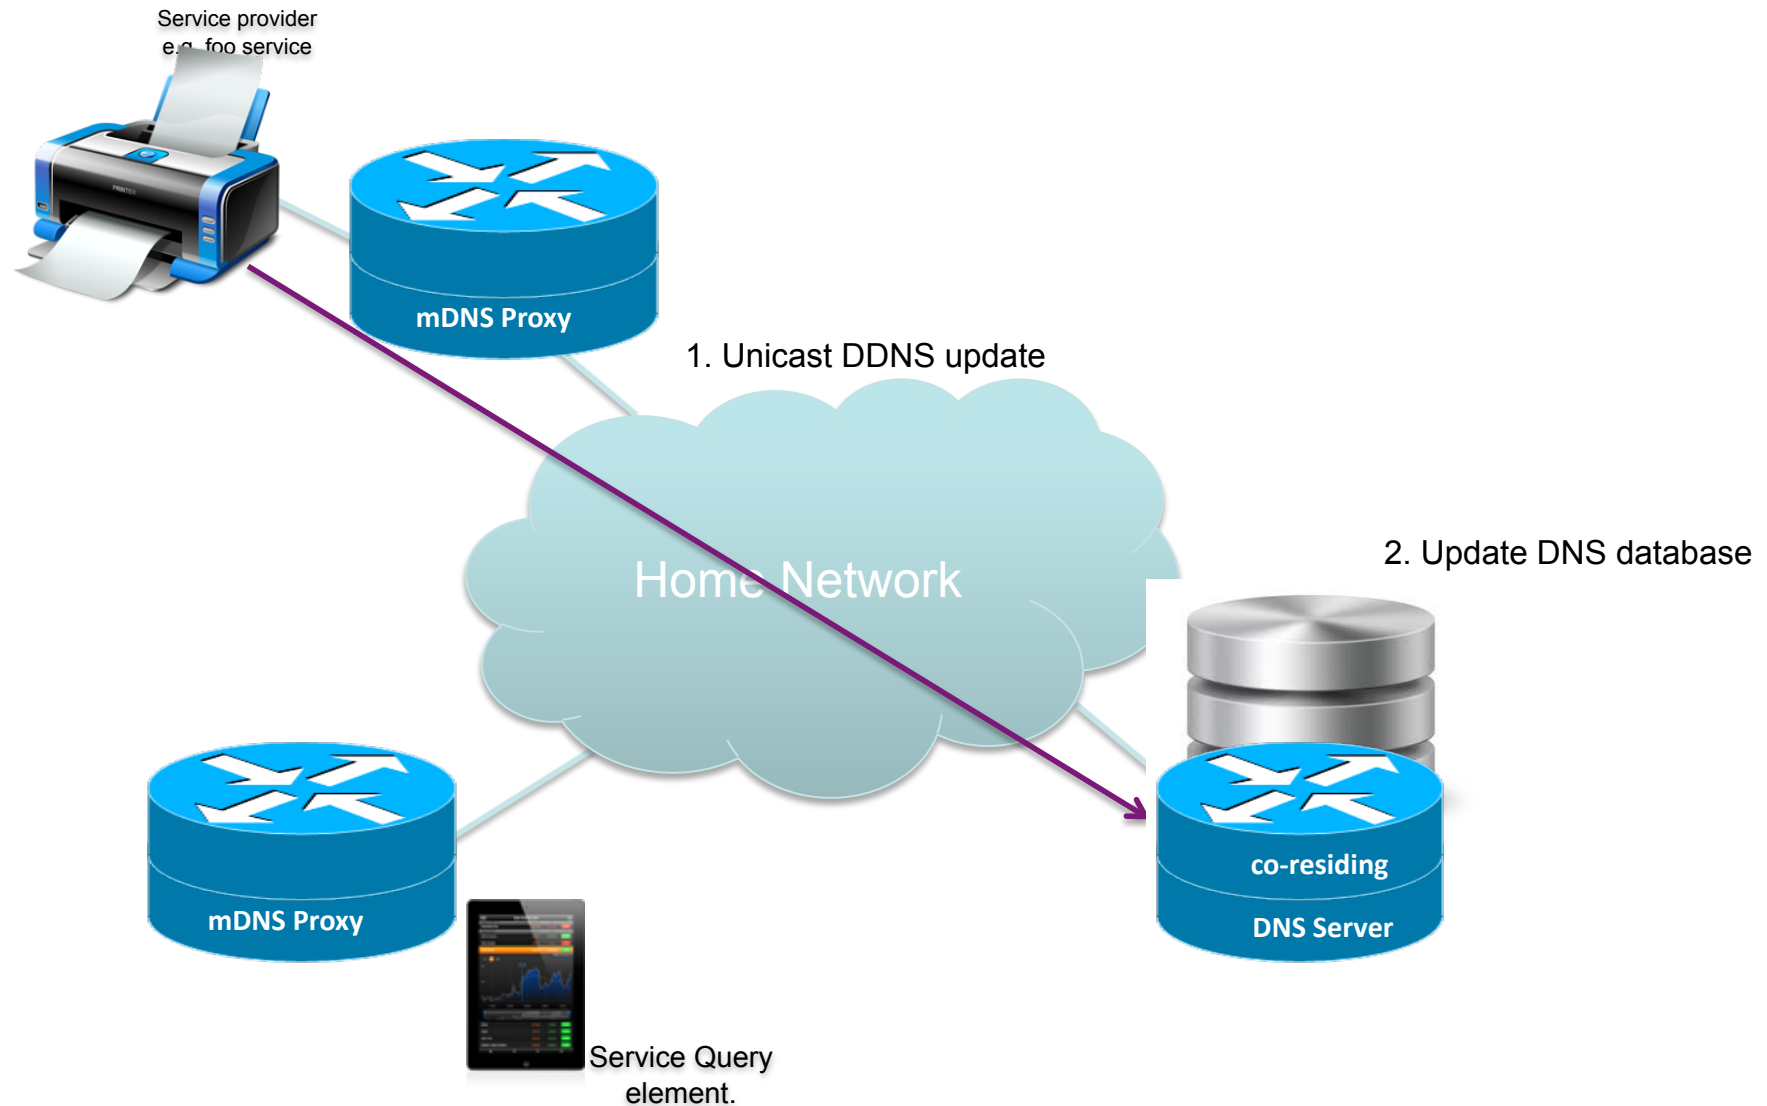 Service provider
e.g. foo service
PRINTER
mDNS Proxy
1. Unicast DDNS update
Home Network
2. Update DNS database
co-residing
DNS Server
mDNS Proxy
Service Query
element.